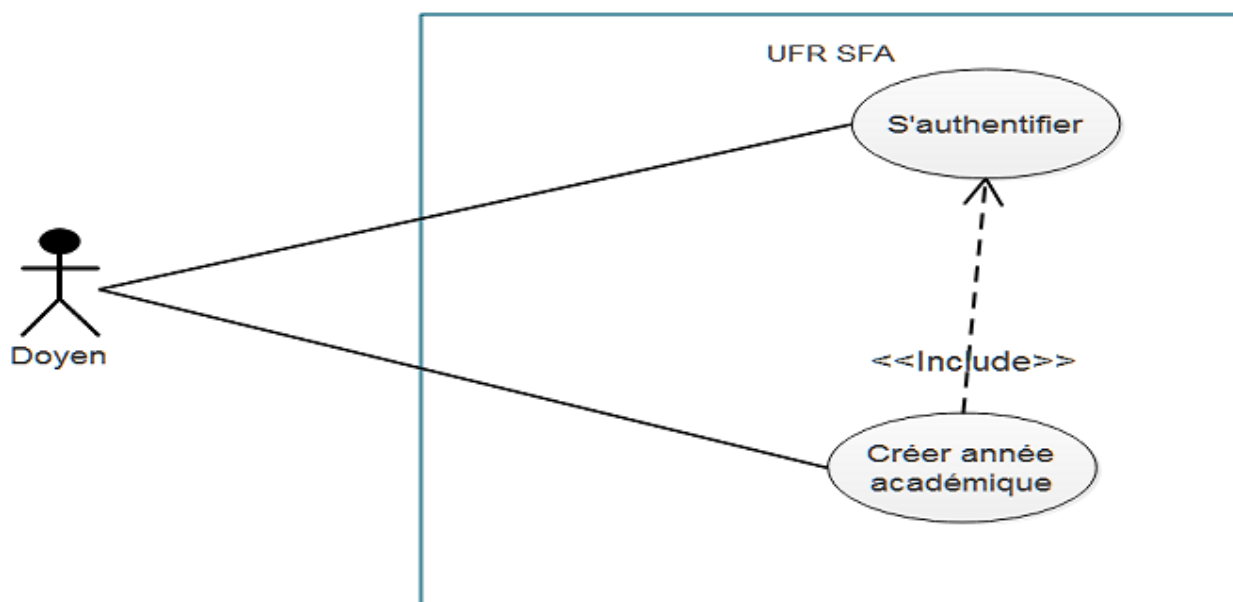 UFR SFA
S'authentifier
Doyen
<<Include>>
Créer année
académique